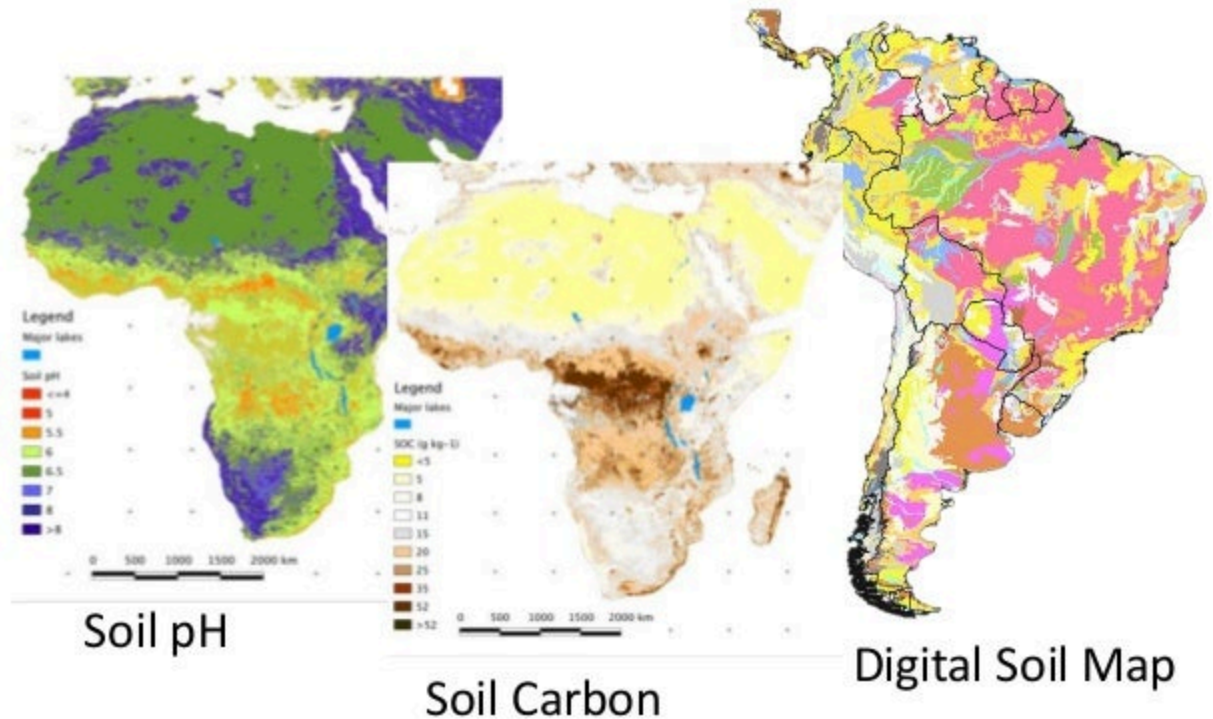 Legend
Major lakes
Soil pH
<=4
5
5.5
6
6.5
7
8
>8
0 500 1000 1500 2000 km
Soil pH
Legend
Major lakes
SOC (g kg-1)
<5
5
8
11
15
20
25
35
52
>52
0 500 1000 1500 2000 km
Soil Carbon
Digital Soil Map